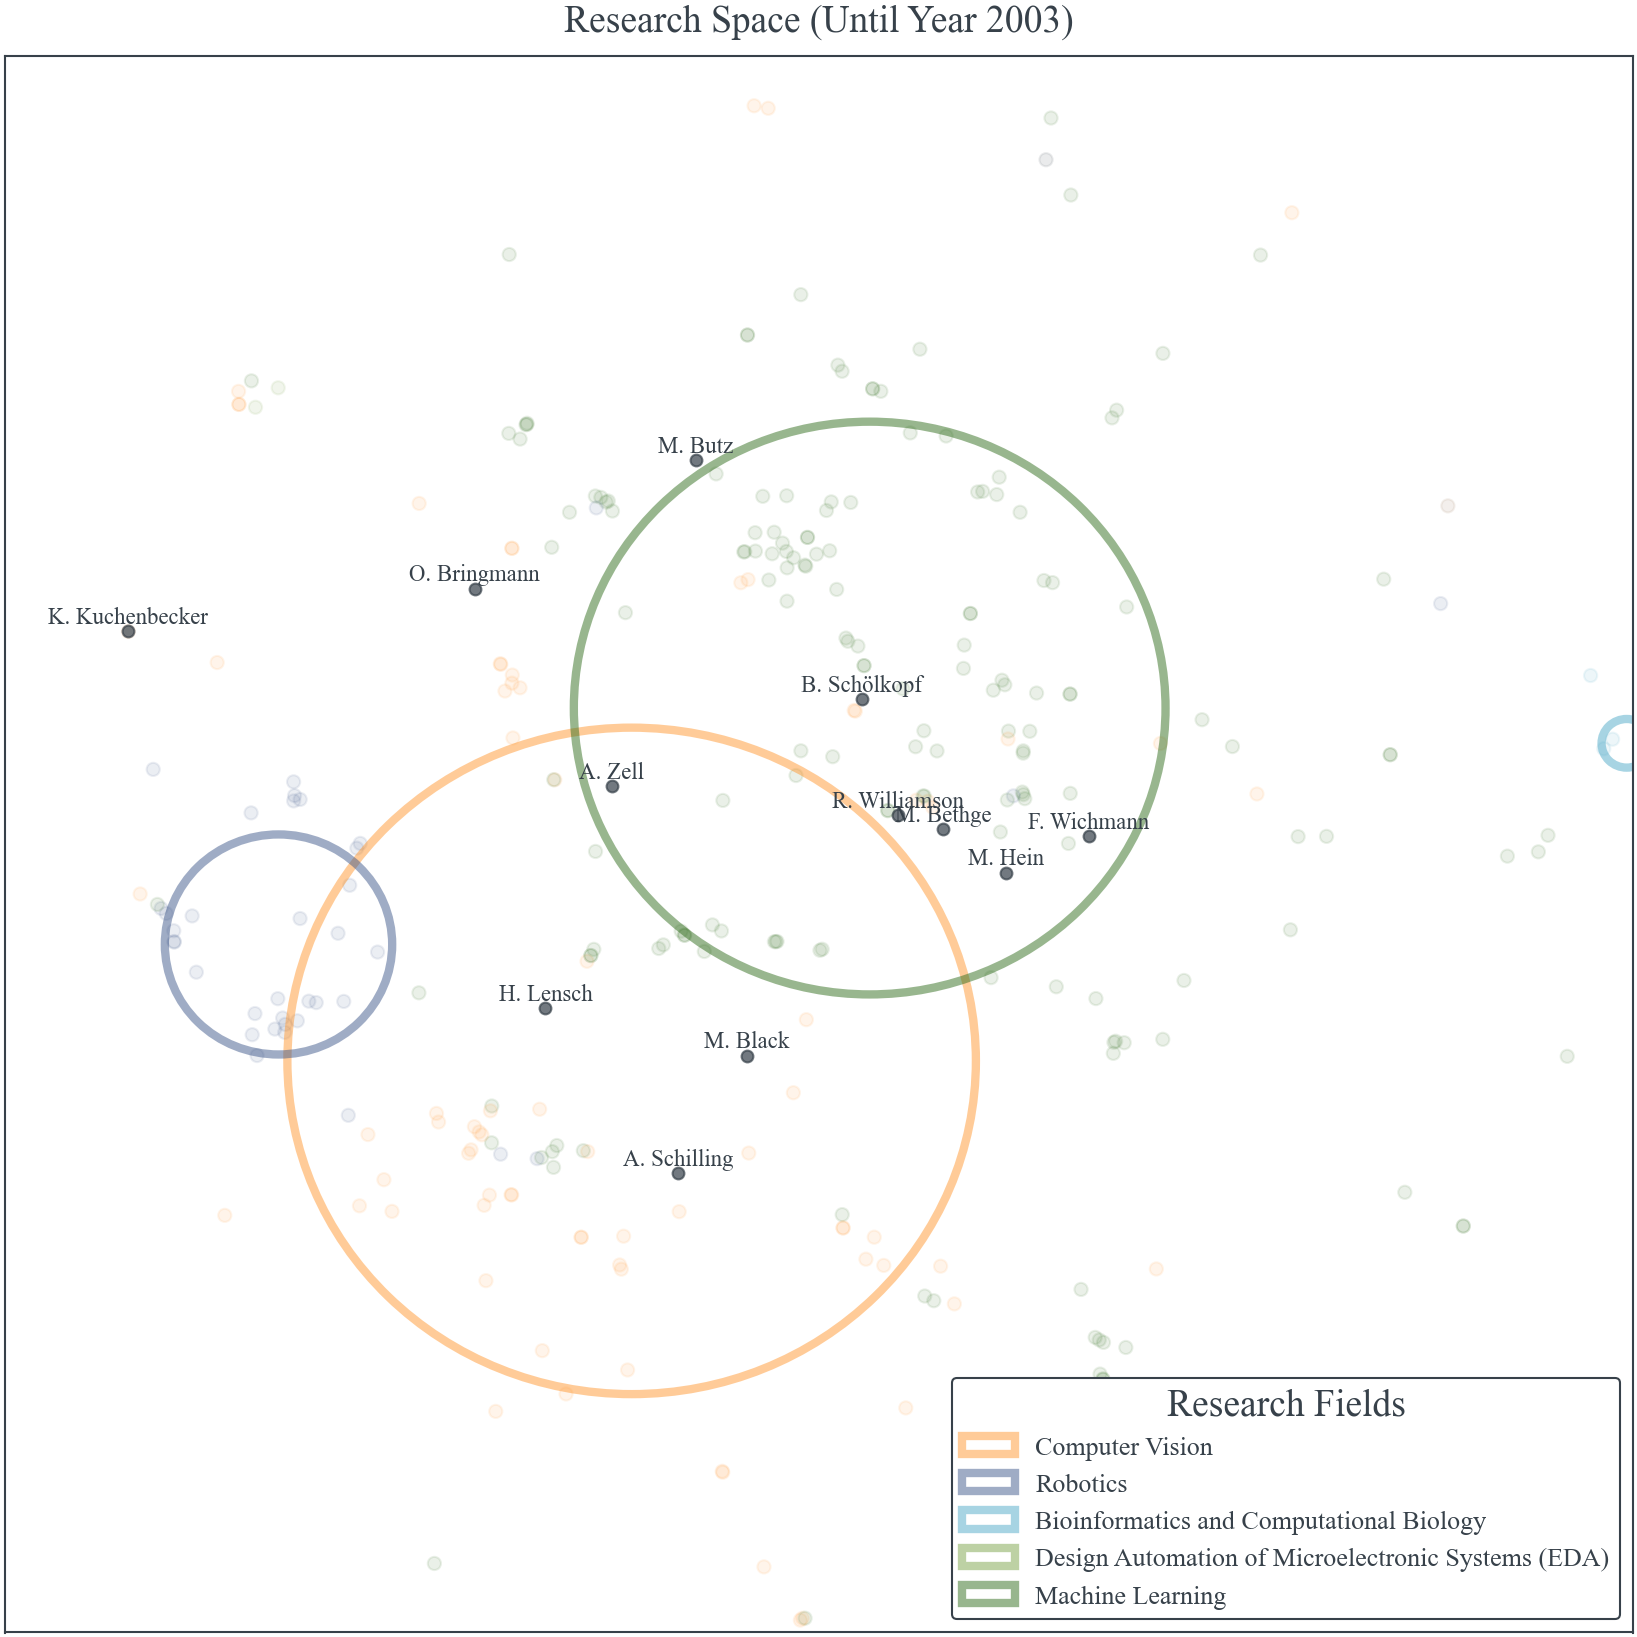 Research Space (Until Year 2003)
M. Butz
O. Bringmann
K. Kuchenbecker
B. Schölkopf
A. Zell
R. Williamson
M. Bethge
F. Wichmann
M. Hein
H. Lensch
M. Black
A. Schilling
Research Fields
Computer Vision
Robotics
Bioinformatics and Computational Biology
Design Automation of Microelectronic Systems (EDA)
Machine Learning